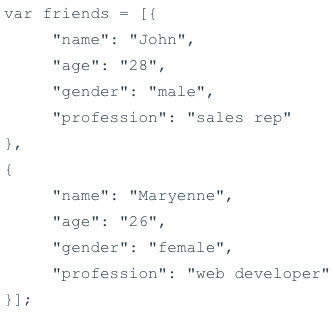 var friends = [{
"name": "John",
"age": "28",
"gender": "male",
"profession": "sales rep"
},
{
"name": "Maryenne",
"age": "26",
"gender": "female",
"profession": "web developer"
}];